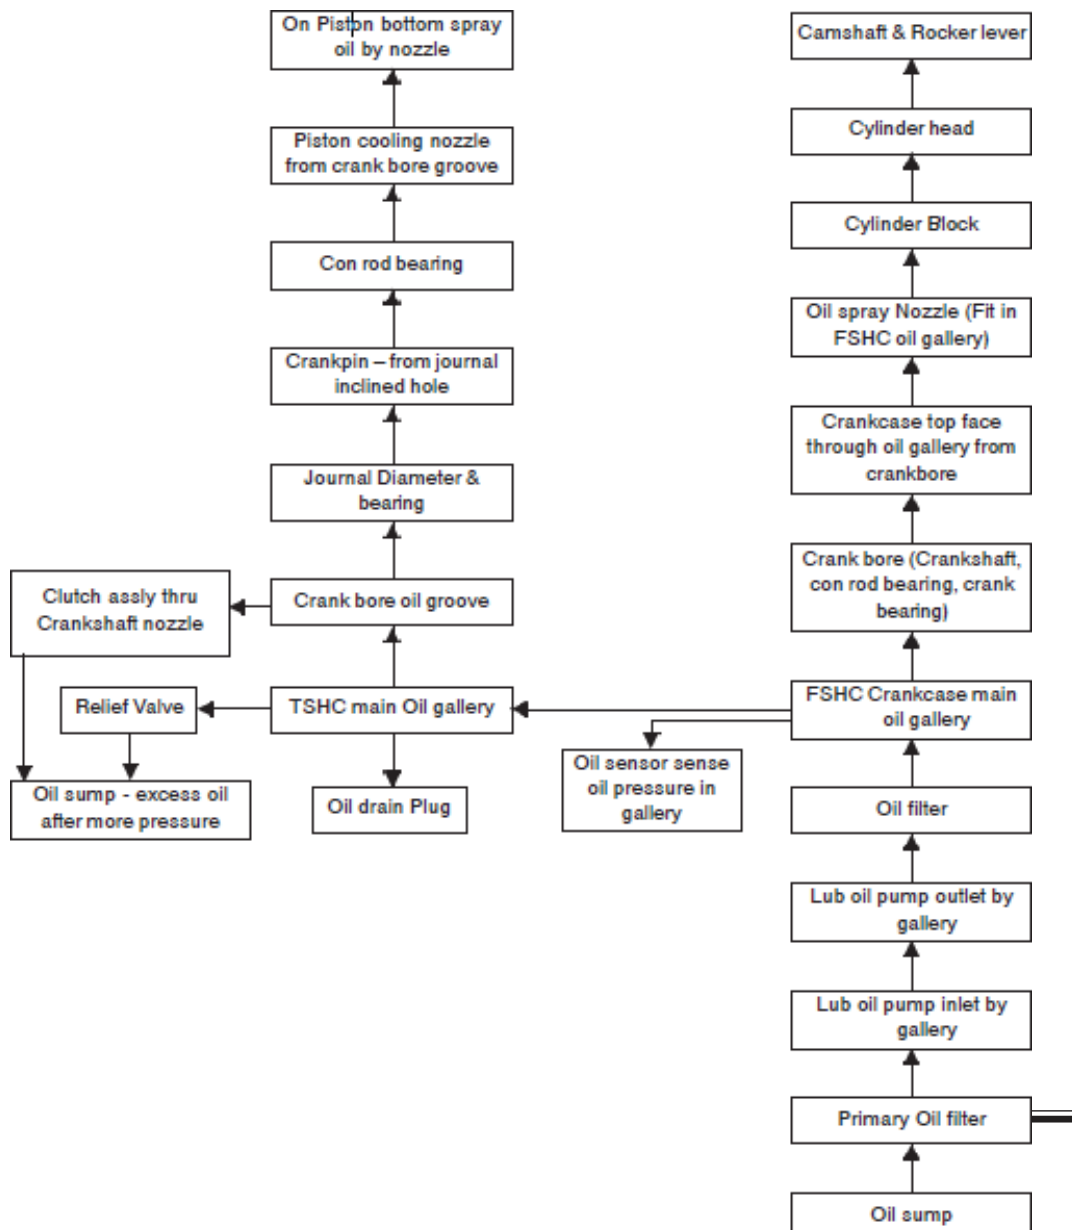 On Piston bottom spray
oil by nozzle
Piston cooling nozzle
from crank bore groove
Con rod bearing
Crankpin – from journal
inclined hole
Journal Diameter &
bearing
Clutch assly thru
Crankshaft nozzle
Crank bore oil groove
Relief Valve
TSHC main Oil gallery
Oil sump - excess oil
after more pressure
Oil drain Plug
Oil sensor sense
oil pressure in
gallery
Camshaft & Rocker lever
Cylinder head
Cylinder Block
Oil spray Nozzle (Fit in
FSHC oil gallery)
Crankcase top face
through oil gallery from
crankbore
Crank bore (Crankshaft,
con rod bearing, crank
bearing)
FSHC Crankcase main
oil gallery
Oil filter
Lub oil pump outlet by
gallery
Lub oil pump inlet by
gallery
Primary Oil filter
Oil sump